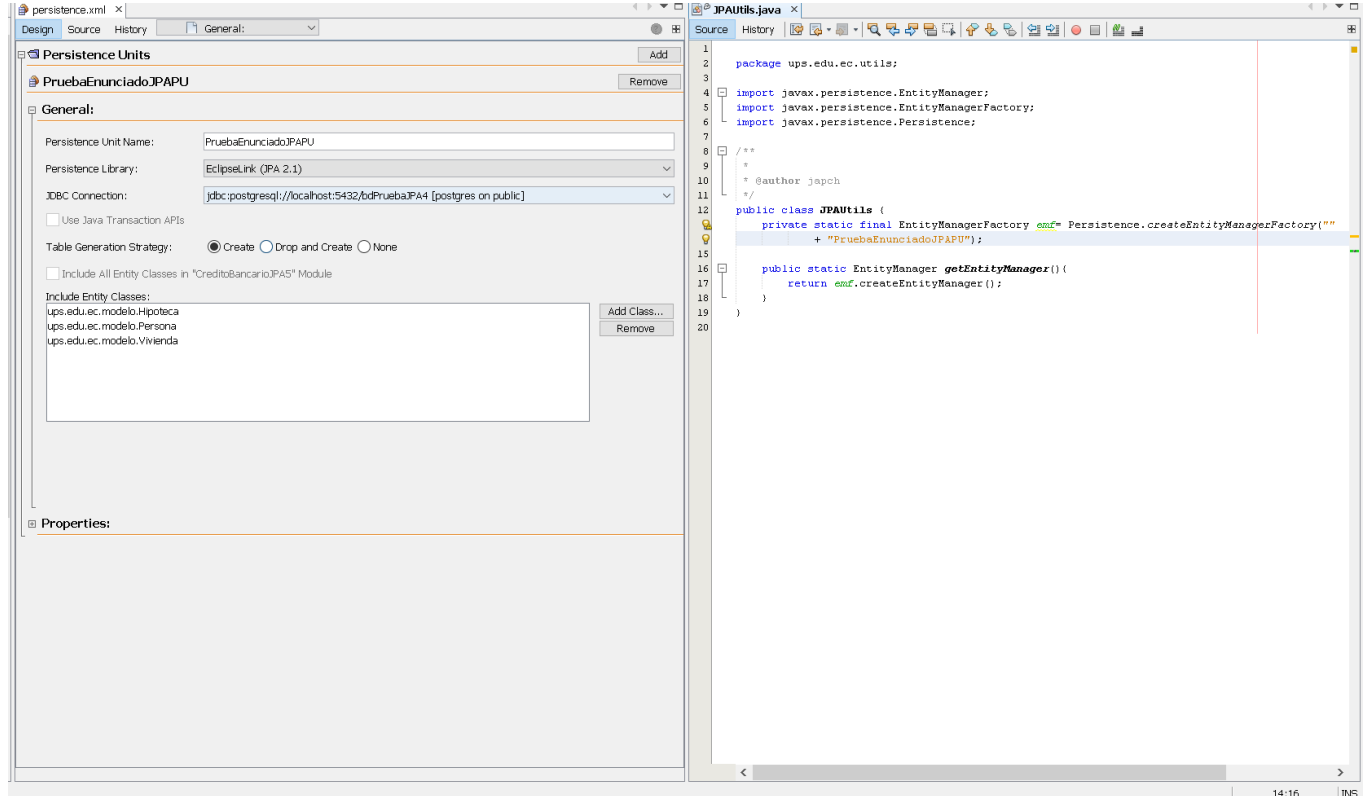 persistence.xml
Design Source History General:
Persistence Units
Add
PruebaEnunciadoJPAPU
Remove
General:
Persistence Unit Name: PruebaEnunciadoJPAPU
Persistence Library: EclipseLink (JPA 2.1)
JDBC Connection: jdbc:postgresql://localhost:5432/bdPruebaJPA4 [postgres on public]
Use Java Transaction APIs
Table Generation Strategy: Create Drop and Create None
Include All Entity Classes in "CreditoBancarioJPA5" Module
Include Entity Classes:
ups.edu.ec.modelo.Hipoteca
ups.edu.ec.modelo.Persona
ups.edu.ec.modelo.Vivienda
Add Class...
Remove
Properties:
JPAUtils.java
Source History
1
2 package ups.edu.ec.utils;
3
4 import javax.persistence.EntityManager;
5 import javax.persistence.EntityManagerFactory;
6 import javax.persistence.Persistence;
7
8 /**
9 *
10 * @author japch
11 */
12 public class JPAUtils {
private static final EntityManagerFactory emf= Persistence.createEntityManagerFactory(""
+ "PruebaEnunciadoJPAPU");
15
16 public static EntityManager getEntityManager(){
17 return emf.createEntityManager();
18 }
19 }
20
14:16 INS